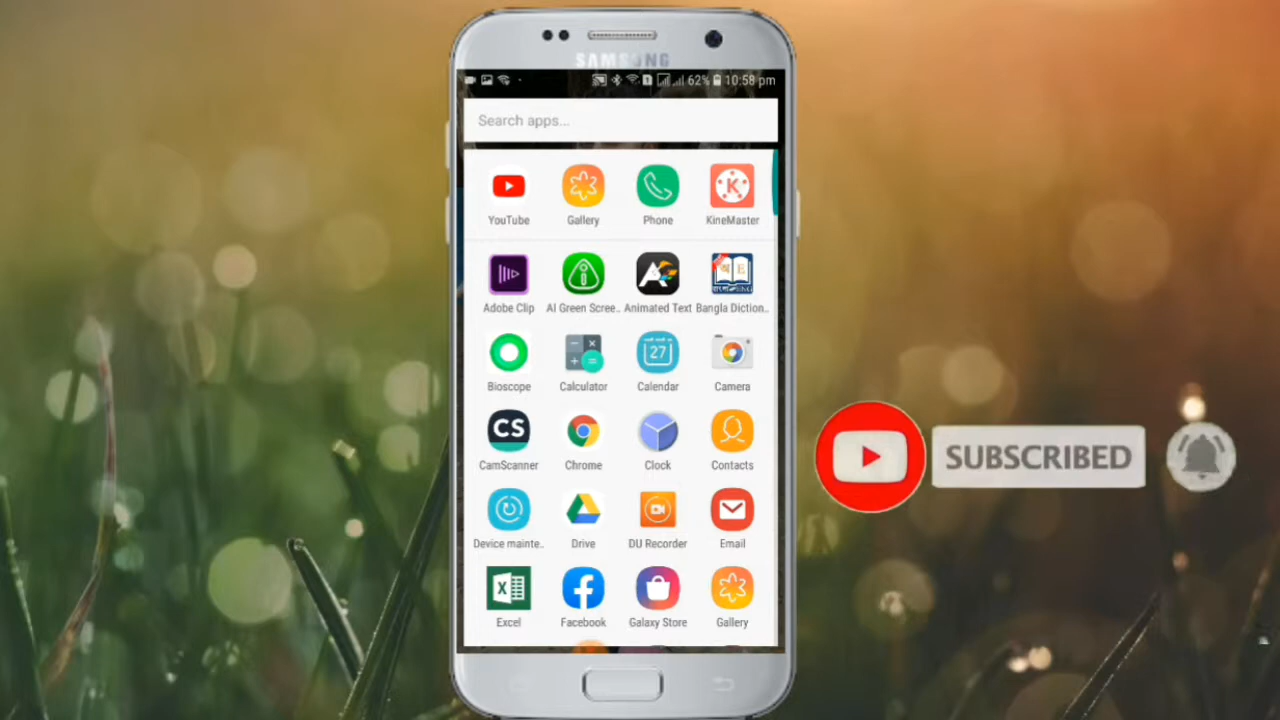 SAMSUNG
62% 10:58 pm
Search apps...
YouTube Gallery Phone KineMaster
Adobe Clip AI Green Scree.. Animated Text Bangla Diction..
27
Bioscope Calculator Calendar Camera
CS
CamScanner Chrome Clock Contacts
Device mainte.. Drive DU Recorder Email
Excel Facebook Galaxy Store Gallery
SUBSCRIBED